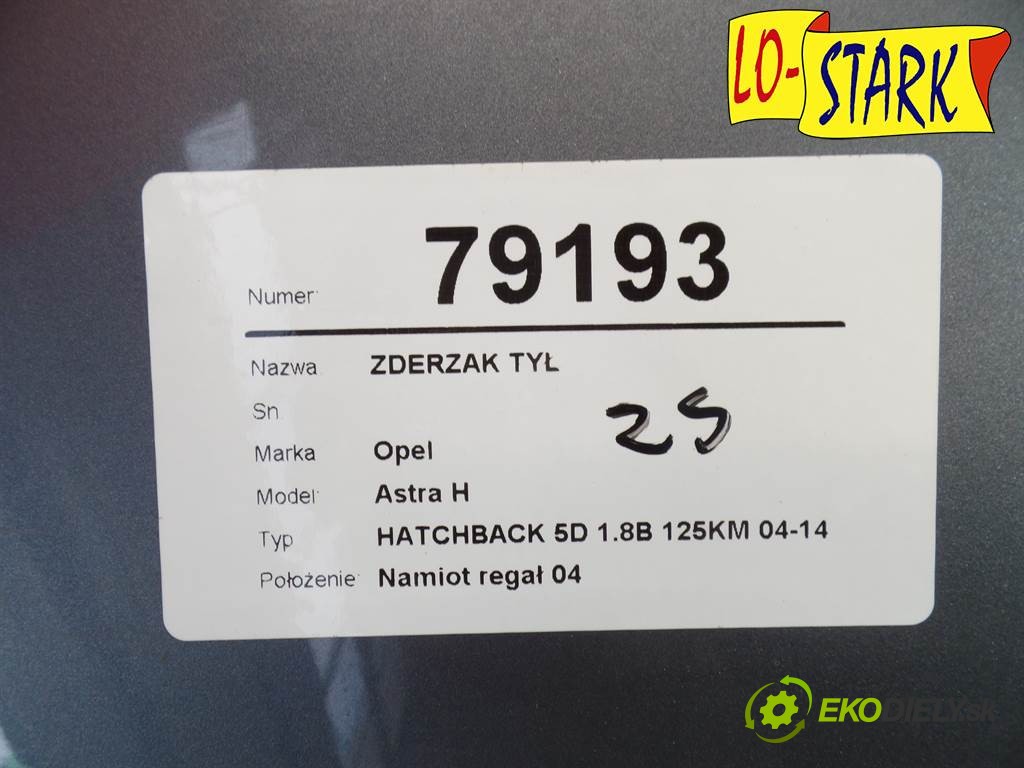 LO-STARK
Numer: 79193
Nazwa ZDERZAK TYŁ
Sn
25
Marka Opel
Model: Astra H
Typ HATCHBACK 5D 1.8B 125KM 04-14
Położenie: Namiot regał 04
EKODIELY.sk